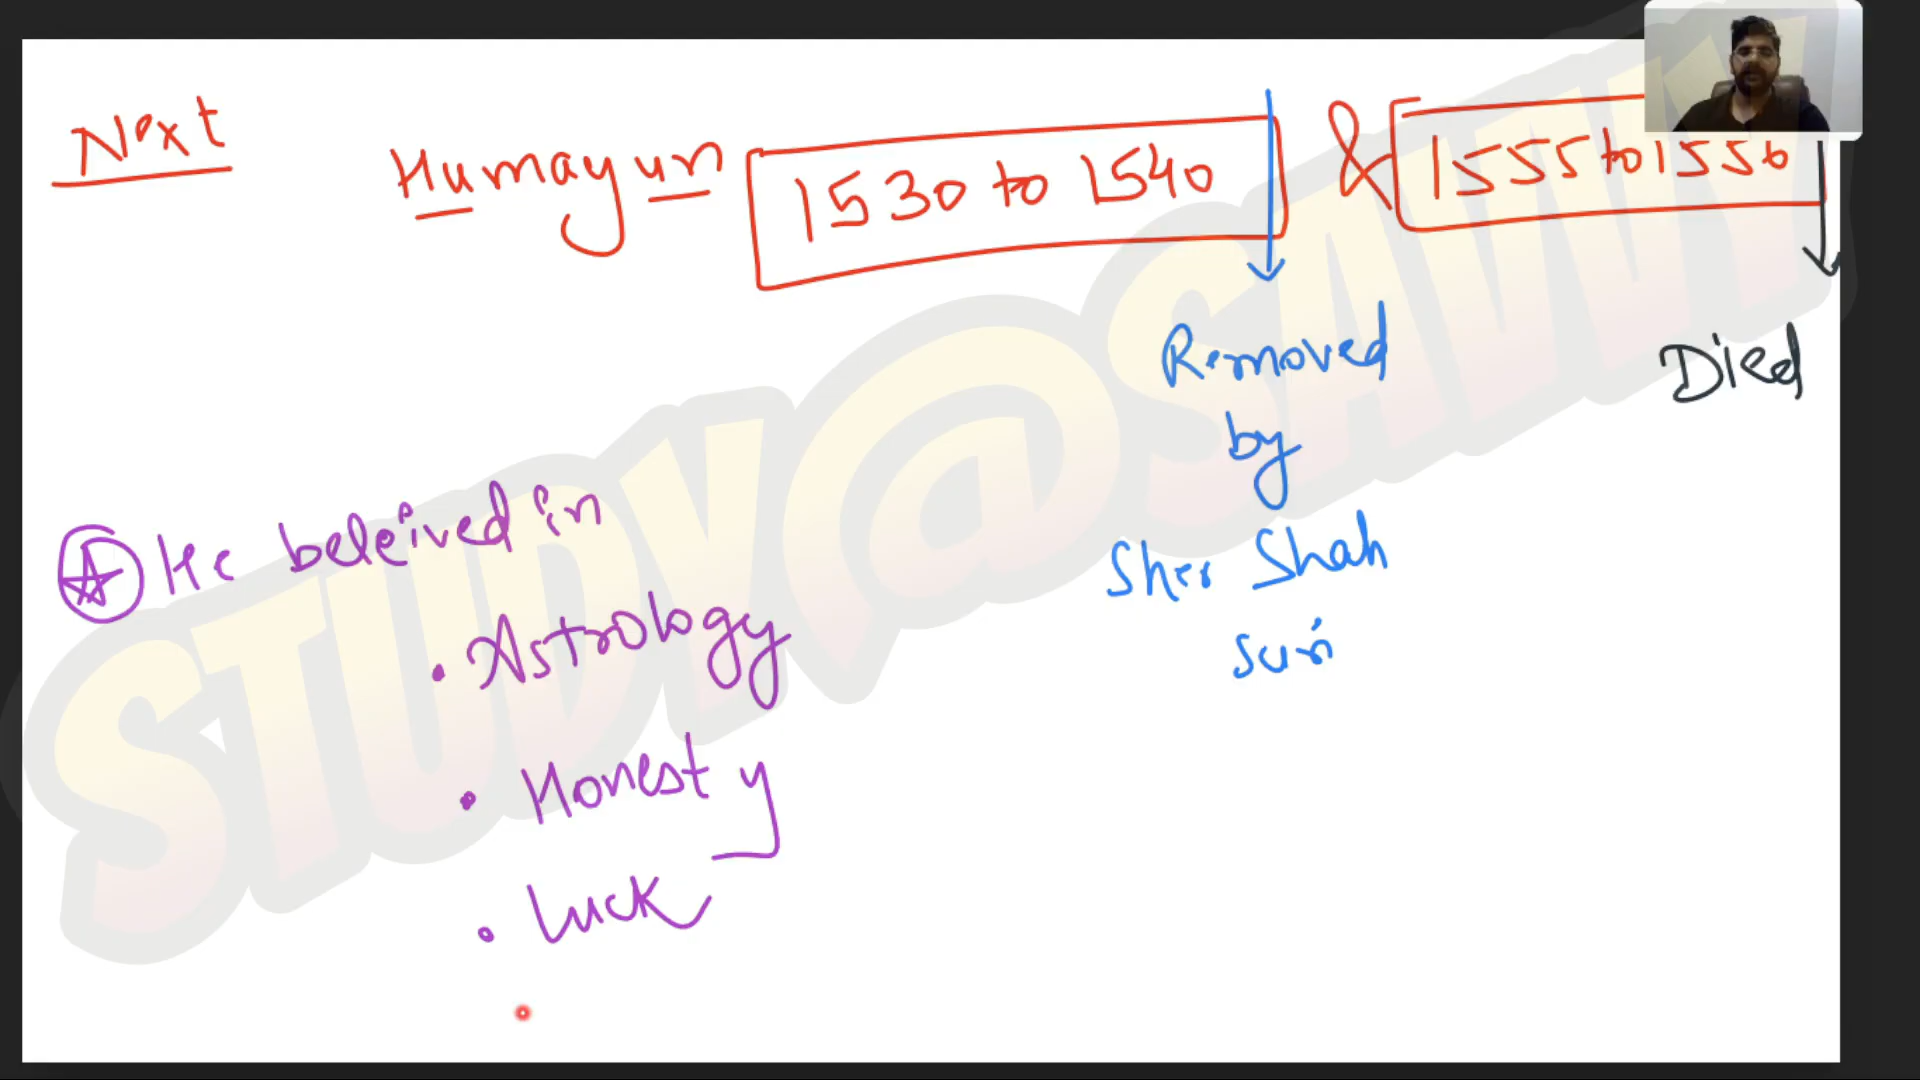 Next
Humayun 1530 to 1540 & 1555 to 1556
Removed
by
Sher Shah
Suri
Died
He beleived in
• Astrology
• Honesty
• Luck
STUDY@SAVVY